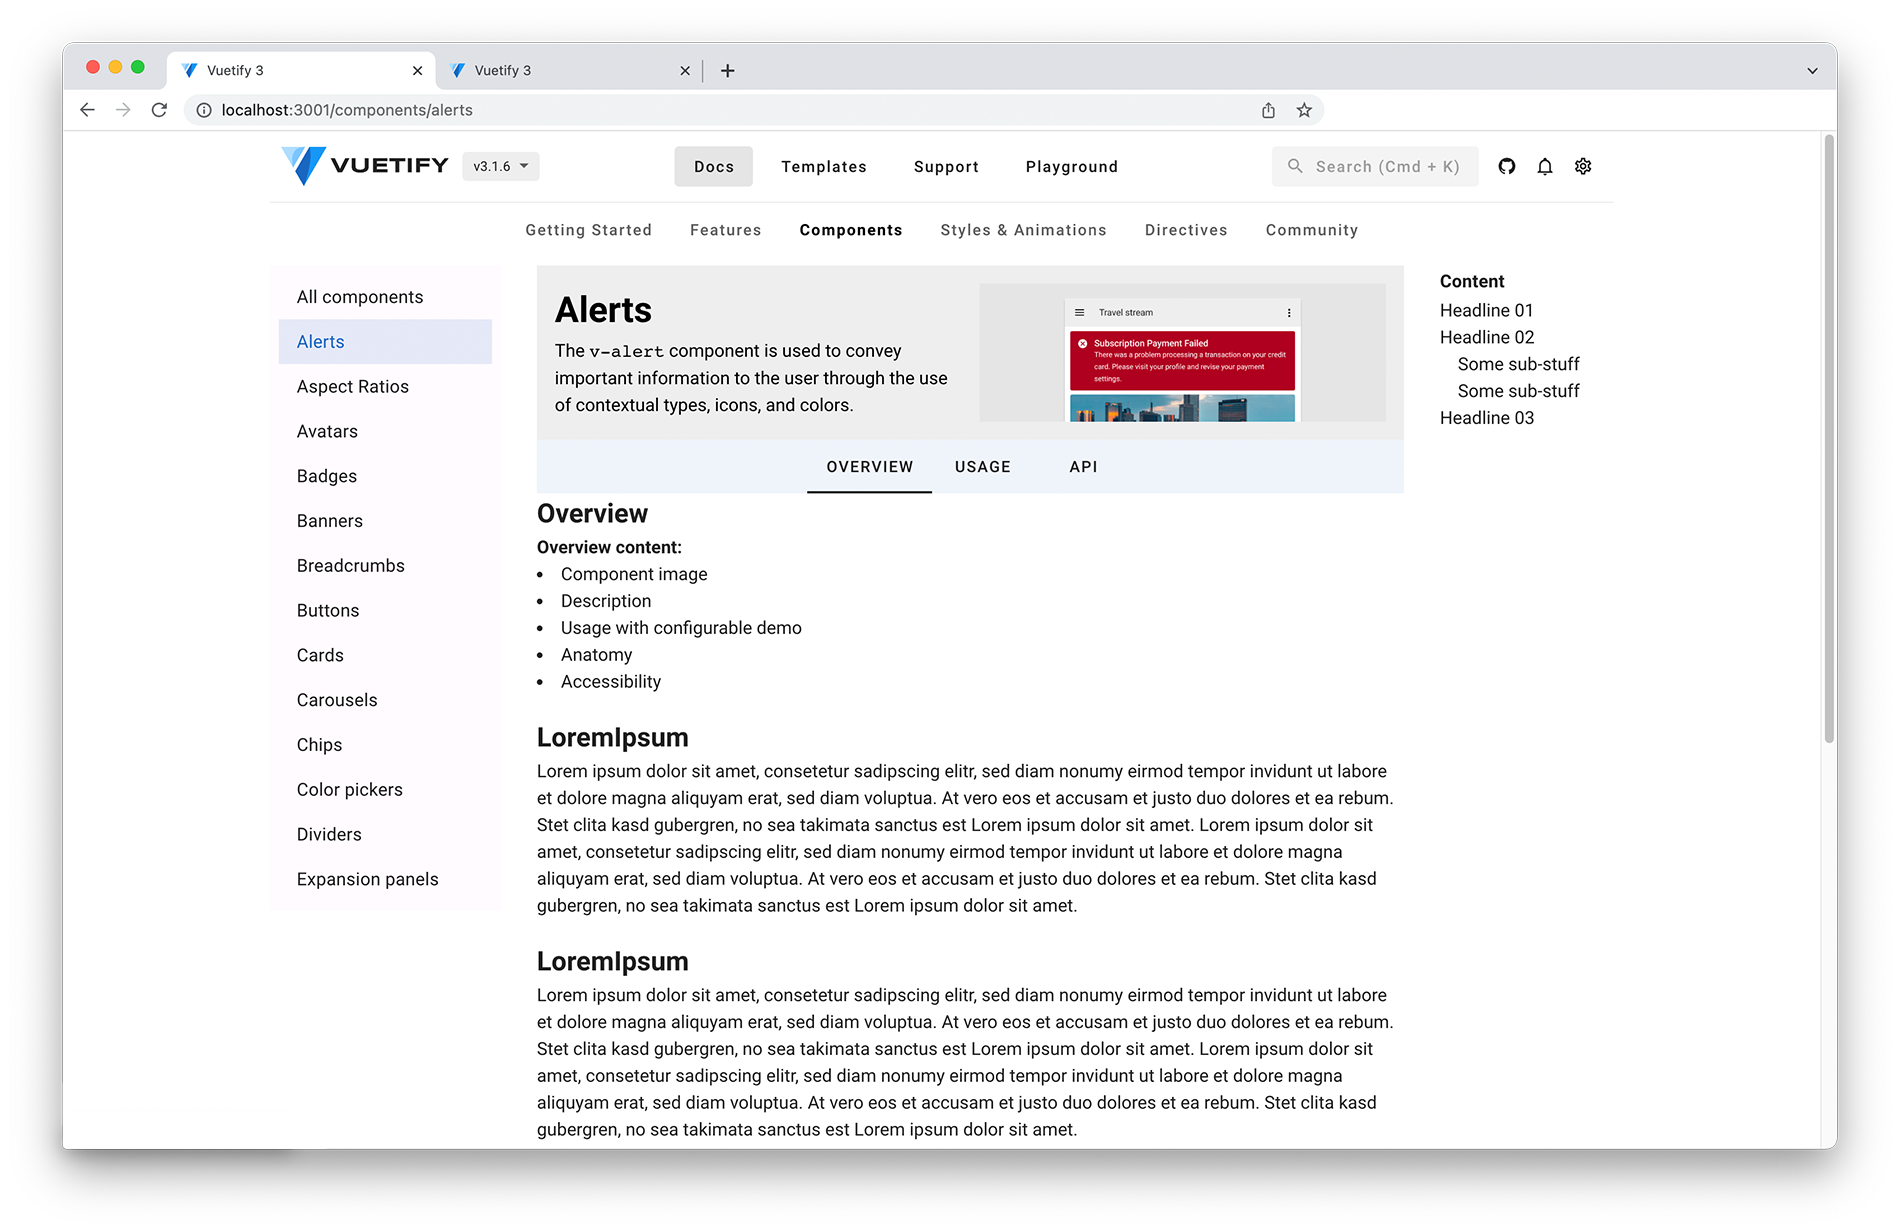 Vuetify 3
Vuetify 3
localhost:3001/components/alerts
VUETIFY
v3.1.6
Docs
Templates
Support
Playground
Search (Cmd + K)
Getting Started
Features
Components
Styles & Animations
Directives
Community
All components
Alerts
Aspect Ratios
Avatars
Badges
Banners
Breadcrumbs
Buttons
Cards
Carousels
Chips
Color pickers
Dividers
Expansion panels
Alerts
The v-alert component is used to convey
important information to the user through the use
of contextual types, icons, and colors.
Travel stream
Subscription Payment Failed
There was a problem processing a transaction on your credit
card. Please visit your profile and revise your payment
settings.
OVERVIEW
USAGE
API
Overview
Overview content:
• Component image
• Description
• Usage with configurable demo
• Anatomy
• Accessibility
LoremIpsum
Lorem ipsum dolor sit amet, consetetur sadipscing elitr, sed diam nonumy eirmod tempor invidunt ut labore
et dolore magna aliquyam erat, sed diam voluptua. At vero eos et accusam et justo duo dolores et ea rebum.
Stet clita kasd gubergren, no sea takimata sanctus est Lorem ipsum dolor sit amet. Lorem ipsum dolor sit
amet, consetetur sadipscing elitr, sed diam nonumy eirmod tempor invidunt ut labore et dolore magna
aliquyam erat, sed diam voluptua. At vero eos et accusam et justo duo dolores et ea rebum. Stet clita kasd
gubergren, no sea takimata sanctus est Lorem ipsum dolor sit amet.
LoremIpsum
Lorem ipsum dolor sit amet, consetetur sadipscing elitr, sed diam nonumy eirmod tempor invidunt ut labore
et dolore magna aliquyam erat, sed diam voluptua. At vero eos et accusam et justo duo dolores et ea rebum.
Stet clita kasd gubergren, no sea takimata sanctus est Lorem ipsum dolor sit amet. Lorem ipsum dolor sit
amet, consetetur sadipscing elitr, sed diam nonumy eirmod tempor invidunt ut labore et dolore magna
aliquyam erat, sed diam voluptua. At vero eos et accusam et justo duo dolores et ea rebum. Stet clita kasd
gubergren, no sea takimata sanctus est Lorem ipsum dolor sit amet.
Content
Headline 01
Headline 02
Some sub-stuff
Some sub-stuff
Headline 03